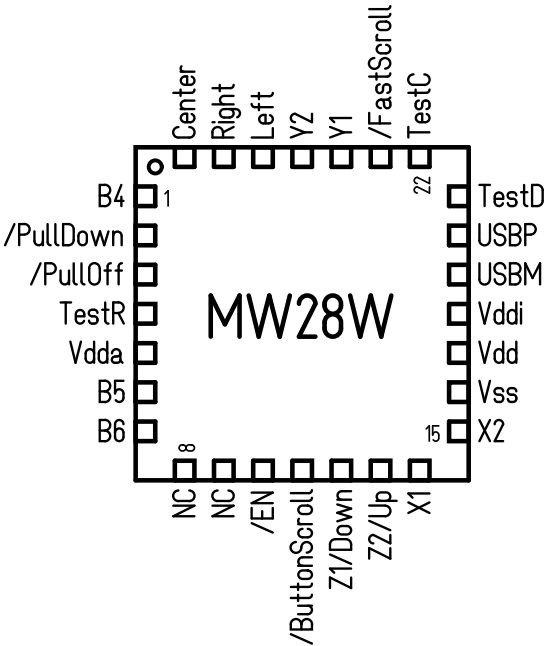 Center
Right
Left
Y2
Y1
/FastScroll
TestC
B4
/PullDown
/PullOff
TestR
Vdda
B5
B6
1
22
MW28W
8
15
TestD
USBP
USBM
Vddi
Vdd
Vss
X2
NC
NC
/EN
/ButtonScroll
Z1/Down
Z2/Up
X1